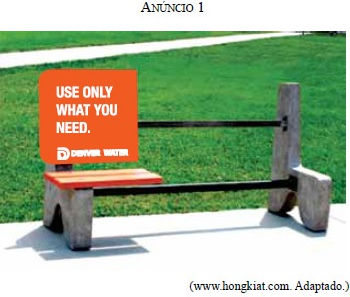 ANÚNCIO 1
USE ONLY
WHAT YOU
NEED.
DENVER WATER
(www.hongkiat.com. Adaptado.)